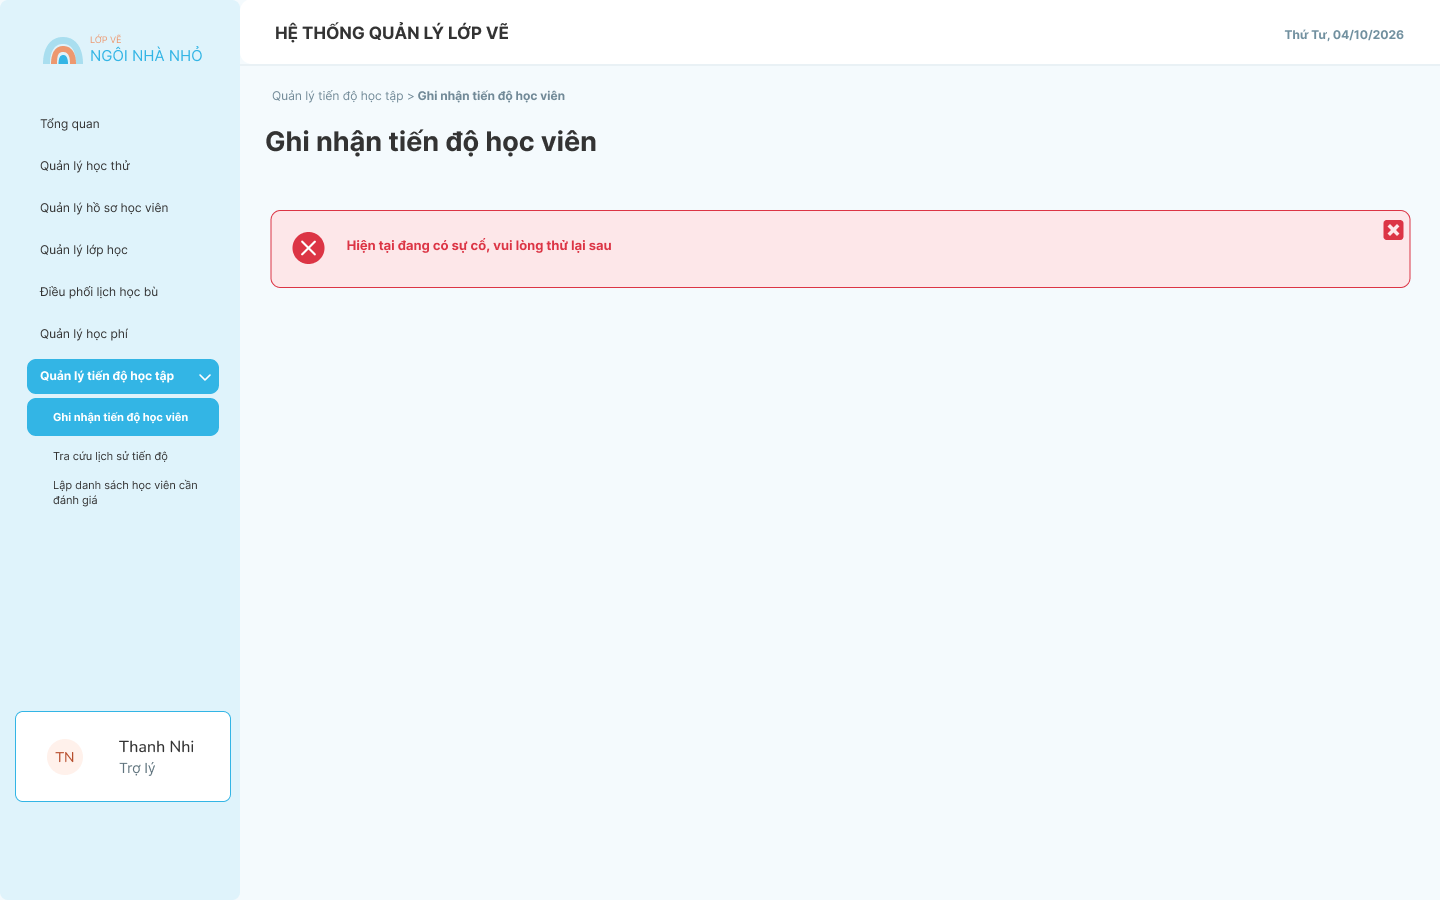 LỚP VẼ
NGÔI NHÀ NHỎ
Tổng quan
Quản lý học thử
Quản lý hồ sơ học viên
Quản lý lớp học
Điều phối lịch học bù
Quản lý học phí
Quản lý tiến độ học tập
Ghi nhận tiến độ học viên
Tra cứu lịch sử tiến độ
Lập danh sách học viên cần
đánh giá
TN
Thanh Nhi
Trợ lý
HỆ THỐNG QUẢN LÝ LỚP VẼ
Thứ Tư, 04/10/2026
Quản lý tiến độ học tập > Ghi nhận tiến độ học viên
Ghi nhận tiến độ học viên
Hiện tại đang có sự cố, vui lòng thử lại sau